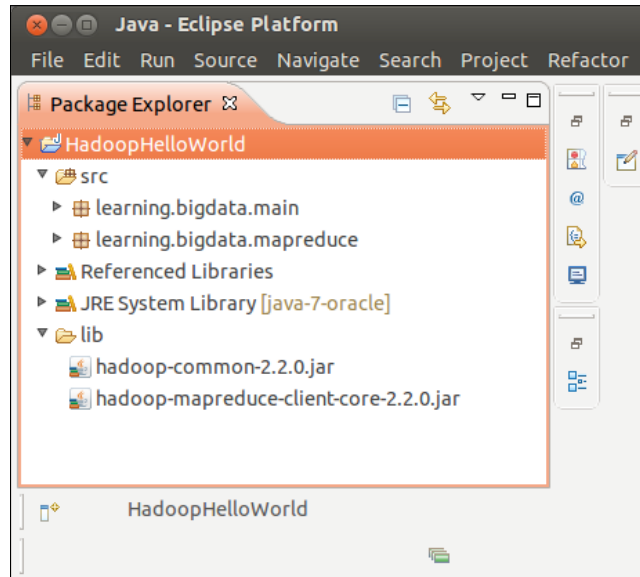 Java - Eclipse Platform
File Edit Run Source Navigate Search Project Refactor
Package Explorer
HadoopHelloWorld
src
learning.bigdata.main
learning.bigdata.mapreduce
Referenced Libraries
JRE System Library [java-7-oracle]
lib
hadoop-common-2.2.0.jar
hadoop-mapreduce-client-core-2.2.0.jar
HadoopHelloWorld